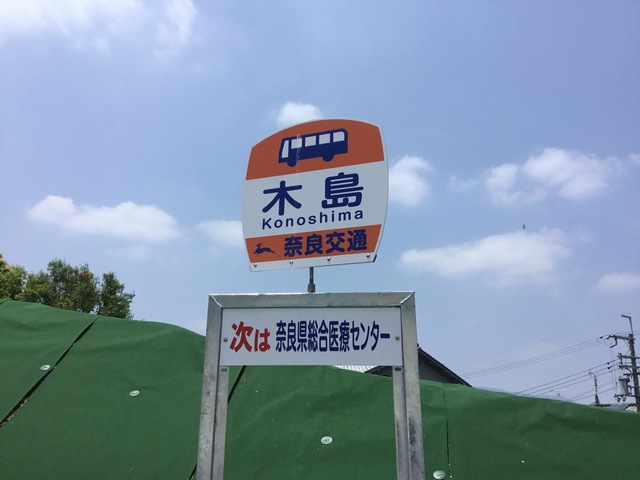 木島
Konoshima
奈良交通
次は 奈良県総合医療センター